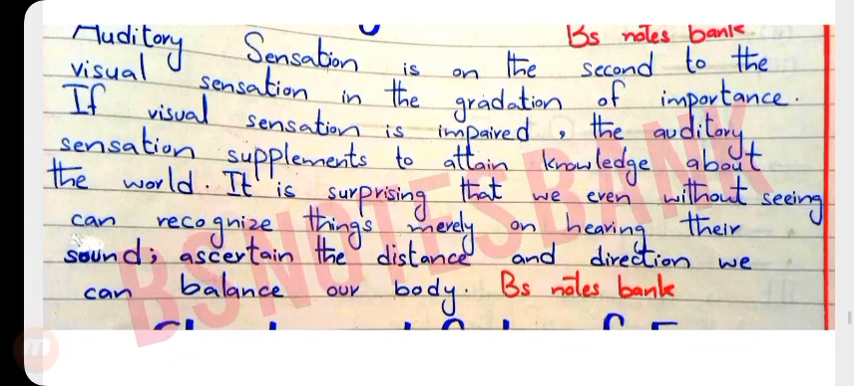 Auditory Sensation is on the second to the Bs notes bank
visual sensation in the gradation of importance.
If visual sensation is impaired, the auditory
sensation supplements to attain knowledge about
the world. It is surprising that we even without seeing
can recognize things merely on hearing their
sound; ascertain the distance and direction we
can balance our body. Bs notes bank
BSNOTESBANK
m